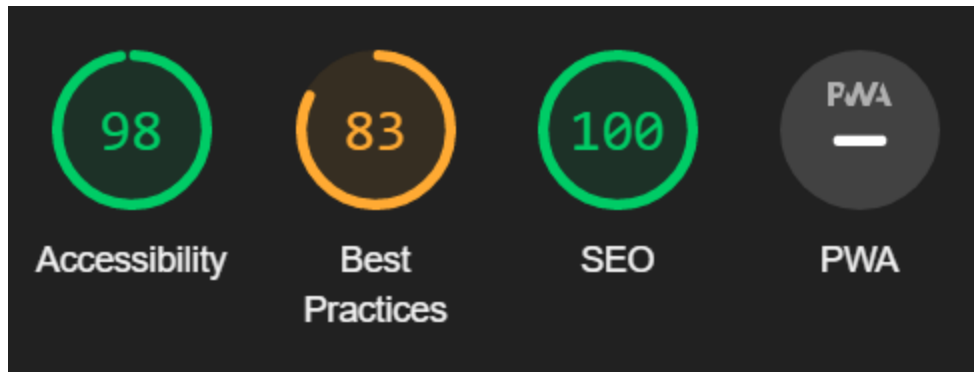 98
83
100
PWA
Accessibility
Best
Practices
SEO
PWA